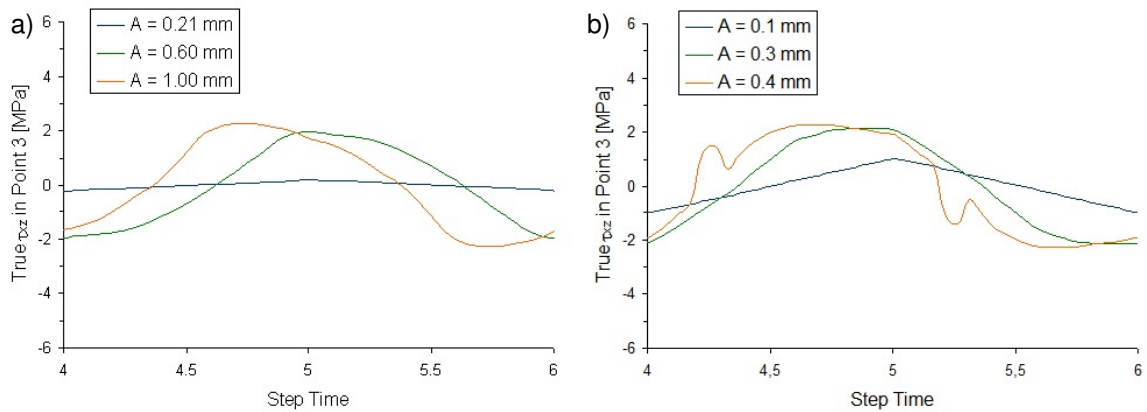 a)
A = 0.21 mm
A = 0.60 mm
A = 1.00 mm
True τxz in Point 3 [MPa]
6
4
2
0
-2
-4
-6
4
4.5
5
5.5
6
Step Time
b)
A = 0.1 mm
A = 0.3 mm
A = 0.4 mm
True τxz in Point 3 [MPa]
6
4
2
0
-2
-4
-6
4
4,5
5
5,5
6
Step Time